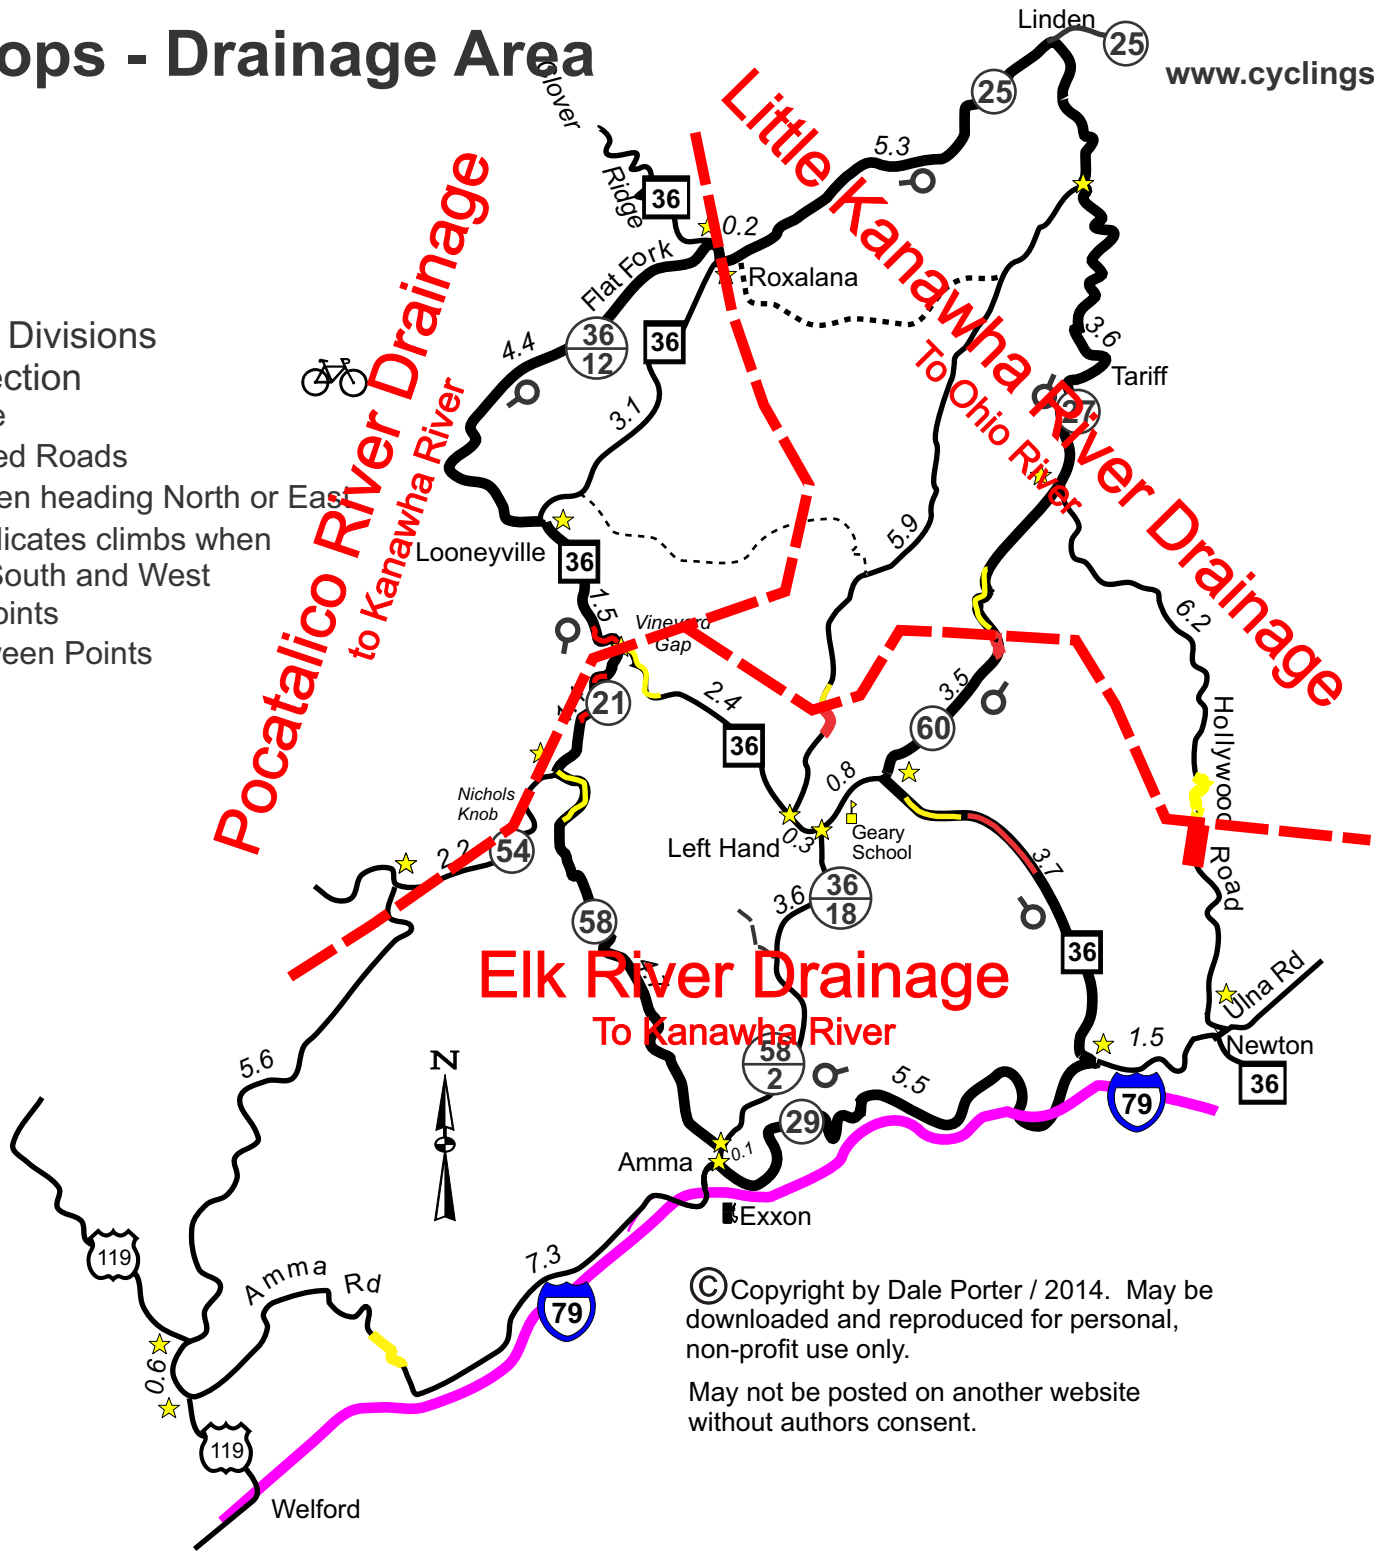 ops - Drainage Area
Linden
25
www.cyclings
25
Clover
Ridge
36
0.2
5.3
Little Kanawha River Drainage
To Ohio River
Pocatalico River Drainage
to Kanawha River
Flat Fork
Roxalana
36
12
36
4.4
3.1
3.6
Tariff
27
Divisions
ection
e
ed Roads
en heading North or East
licates climbs when
South and West
oints
ween Points
Looneyville
36
1.5
Vineyard
Gap
5.9
6.2
21
2.4
36
3.5
60
Hollywood Road
Nichols
Knob
0.8
Left Hand
0.3
Geary
School
2.2
54
3.7
36
18
3.6
58
36
Elk River Drainage
To Kanawha River
Ulna Rd
58
2
1.5
Newton
36
5.6
N
5.5
79
29
Amma
0.1
Exxon
119
Amma Rd
7.3
79
© Copyright by Dale Porter / 2014. May be
downloaded and reproduced for personal,
non-profit use only.
May not be posted on another website
without authors consent.
0.6
119
Welford